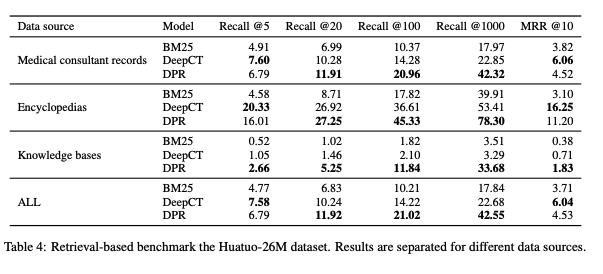 Data source Model Recall @5 Recall @20 Recall @100 Recall @1000 MRR @10
BM25 4.91 6.99 10.37 17.97 3.82
Medical consultant records DeepCT 7.60 10.28 14.28 22.85 6.06
DPR 6.79 11.91 20.96 42.32 4.52
BM25 4.58 8.71 17.82 39.91 3.10
Encyclopedias DeepCT 20.33 26.92 36.61 53.41 16.25
DPR 16.01 27.25 45.33 78.30 11.20
BM25 0.52 1.02 1.82 3.51 0.38
Knowledge bases DeepCT 1.05 1.46 2.10 3.29 0.71
DPR 2.66 5.25 11.84 33.68 1.83
BM25 4.77 6.83 10.21 17.84 3.71
ALL DeepCT 7.58 10.24 14.22 22.68 6.04
DPR 6.79 11.92 21.02 42.55 4.53
Table 4: Retrieval-based benchmark the Huatuo-26M dataset. Results are separated for different data sources.